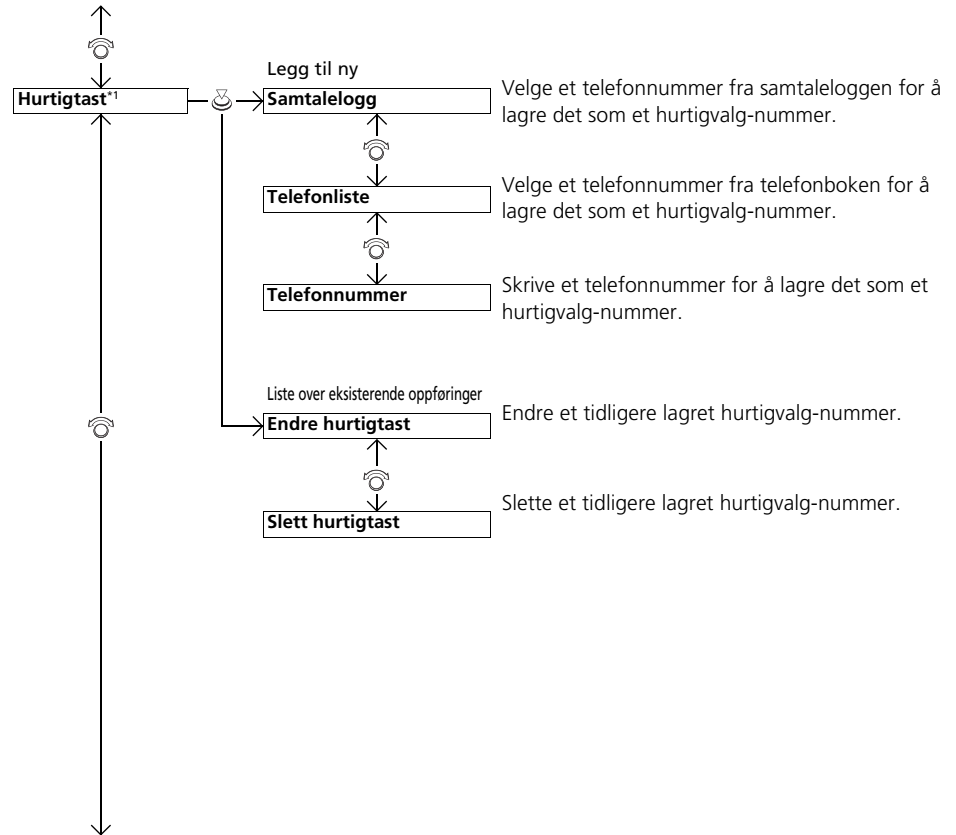 Legg til ny
Hurtigtast*1
Samtalelogg
Velge et telefonnummer fra samtaleloggen for å
lagre det som et hurtigvalg-nummer.
Telefonliste
Velge et telefonnummer fra telefonboken for å
lagre det som et hurtigvalg-nummer.
Telefonnummer
Skrive et telefonnummer for å lagre det som et
hurtigvalg-nummer.
Liste over eksisterende oppføringer
Endre hurtigtast
Endre et tidligere lagret hurtigvalg-nummer.
Slett hurtigtast
Slette et tidligere lagret hurtigvalg-nummer.